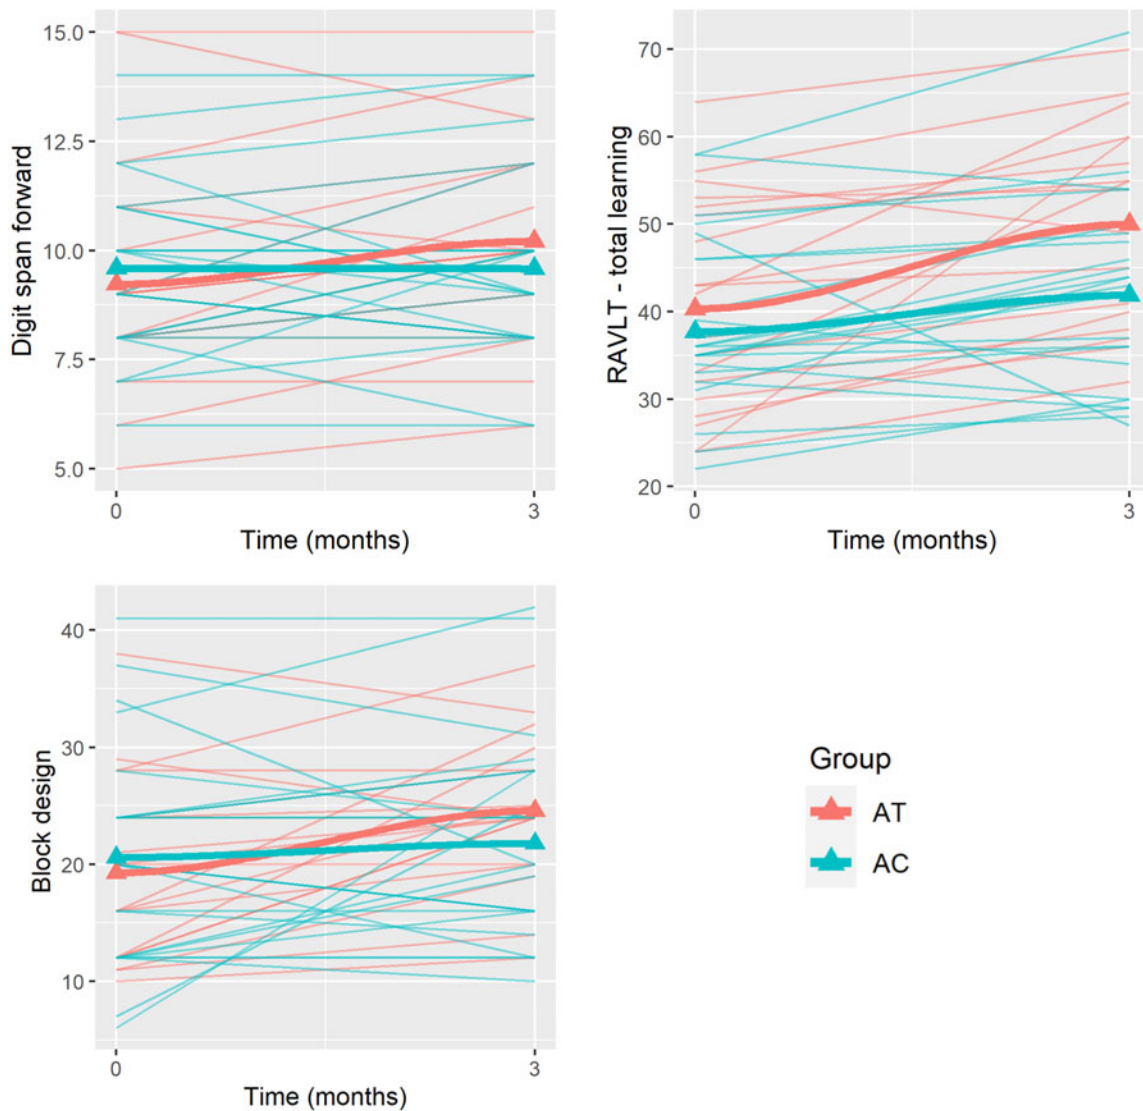 Digit span forward
15.0
12.5
10.0
7.5
5.0
0
3
Time (months)
RAVLT - total learning
70
60
50
40
30
20
0
3
Time (months)
Block design
40
30
20
10
0
3
Time (months)
Group
AT
AC